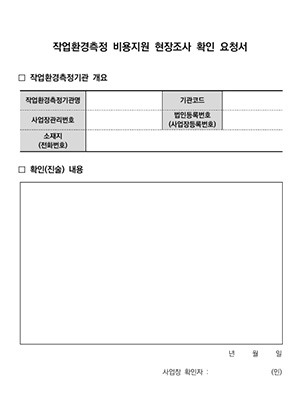 작업환경측정 비용지원 현장조사 확인 요청서
□ 작업환경측정기관 개요
작업환경측정기관명 기관코드
사업장관리번호 법인등록번호
(사업장등록번호)
소재지
(전화번호)
□ 확인(진술) 내용
년 월 일
사업장 확인자 : (인)